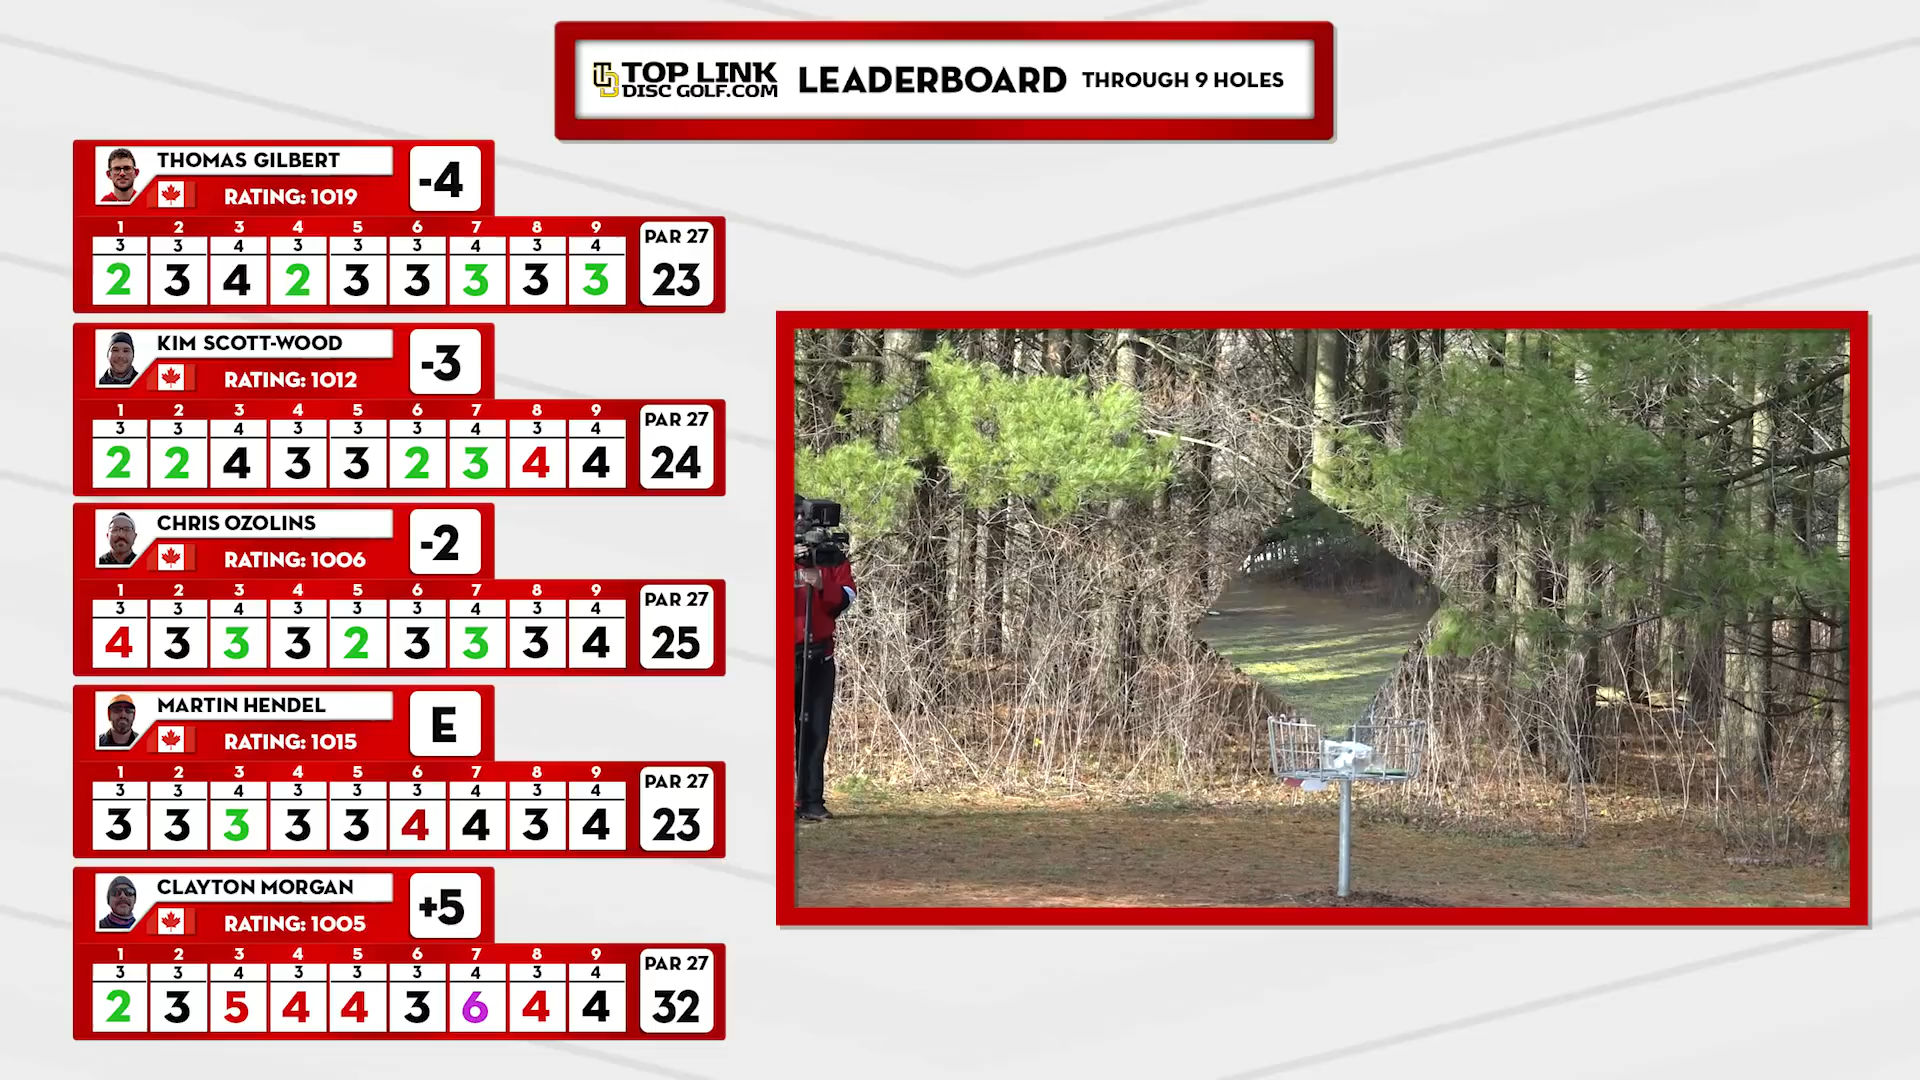 TOP LINK
DISC GOLF.COM
LEADERBOARD THROUGH 9 HOLES
THOMAS GILBERT
RATING: 1019
-4
1 2 3 4 5 6 7 8 9
3 3 4 3 3 3 4 3 4
2 3 4 2 3 3 3 3 3
PAR 27
23
KIM SCOTT-WOOD
RATING: 1012
-3
1 2 3 4 5 6 7 8 9
3 3 4 3 3 3 4 3 4
2 2 4 3 3 2 3 4 4
PAR 27
24
CHRIS OZOLINS
RATING: 1006
-2
1 2 3 4 5 6 7 8 9
3 3 4 3 3 3 4 3 4
4 3 3 3 2 3 3 3 4
PAR 27
25
MARTIN HENDEL
RATING: 1015
E
1 2 3 4 5 6 7 8 9
3 3 4 3 3 3 4 3 4
3 3 3 3 3 4 4 3 4
PAR 27
23
CLAYTON MORGAN
RATING: 1005
+5
1 2 3 4 5 6 7 8 9
3 3 4 3 3 3 4 3 4
2 3 5 4 4 3 6 4 4
PAR 27
32